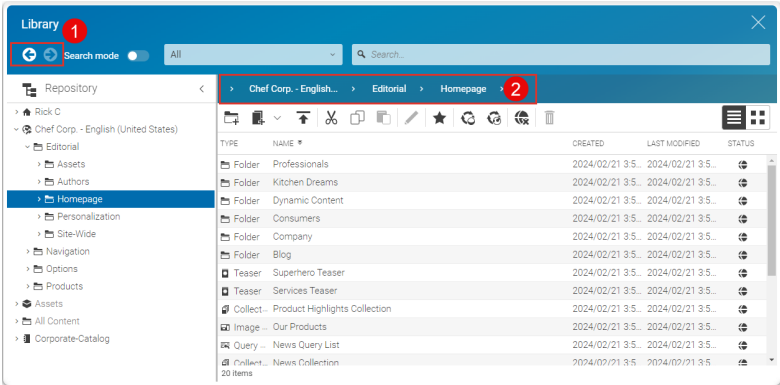 Library
1
Search mode
All
Search...
Repository
Chef Corp. - English...
Editorial
Homepage
2
Rick C
Chef Corp. - English (United States)
Editorial
Assets
Authors
Homepage
Personalization
Site-Wide
Navigation
Options
Products
Assets
All Content
Corporate-Catalog
TYPE NAME CREATED LAST MODIFIED STATUS
Folder Professionals 2024/02/21 3:5... 2024/02/21 3:5...
Folder Kitchen Dreams 2024/02/21 3:5... 2024/02/21 3:5...
Folder Dynamic Content 2024/02/21 3:5... 2024/02/21 3:5...
Folder Consumers 2024/02/21 3:5... 2024/02/21 3:5...
Folder Company 2024/02/21 3:5... 2024/02/21 3:5...
Folder Blog 2024/02/21 3:5... 2024/02/21 3:5...
Teaser Superhero Teaser 2024/02/21 3:5... 2024/02/21 3:5...
Teaser Services Teaser 2024/02/21 3:5... 2024/02/21 3:5...
Collect... Product Highlights Collection 2024/02/21 3:5... 2024/02/21 3:5...
Image ... Our Products 2024/02/21 3:5... 2024/02/21 3:5...
Query ... News Query List 2024/02/21 3:5... 2024/02/21 3:5...
Collect... News Collection 2024/02/21 3:5... 2024/02/21 3:5...
20 items